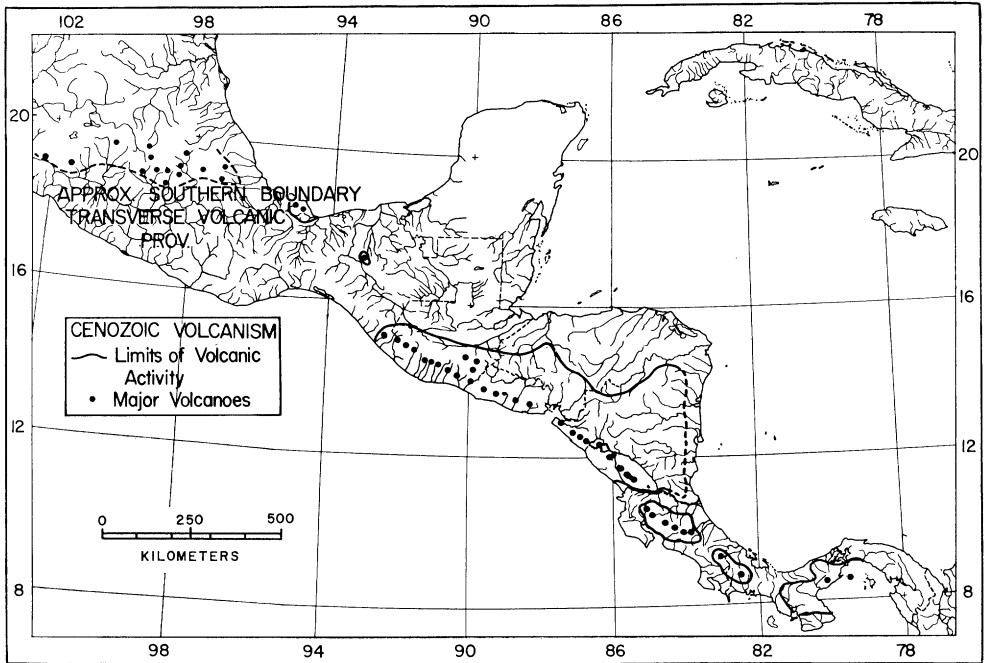 102 98 94 90 86 82 78
20
20
APPROX. SOUTHERN BOUNDARY
TRANSVERSE VOLCANIC
PROV.
16
16
CENOZOIC VOLCANISM
Limits of Volcanic
Activity
Major Volcanoes
12
12
0 250 500
KILOMETERS
8
8
98 94 90 86 82 78